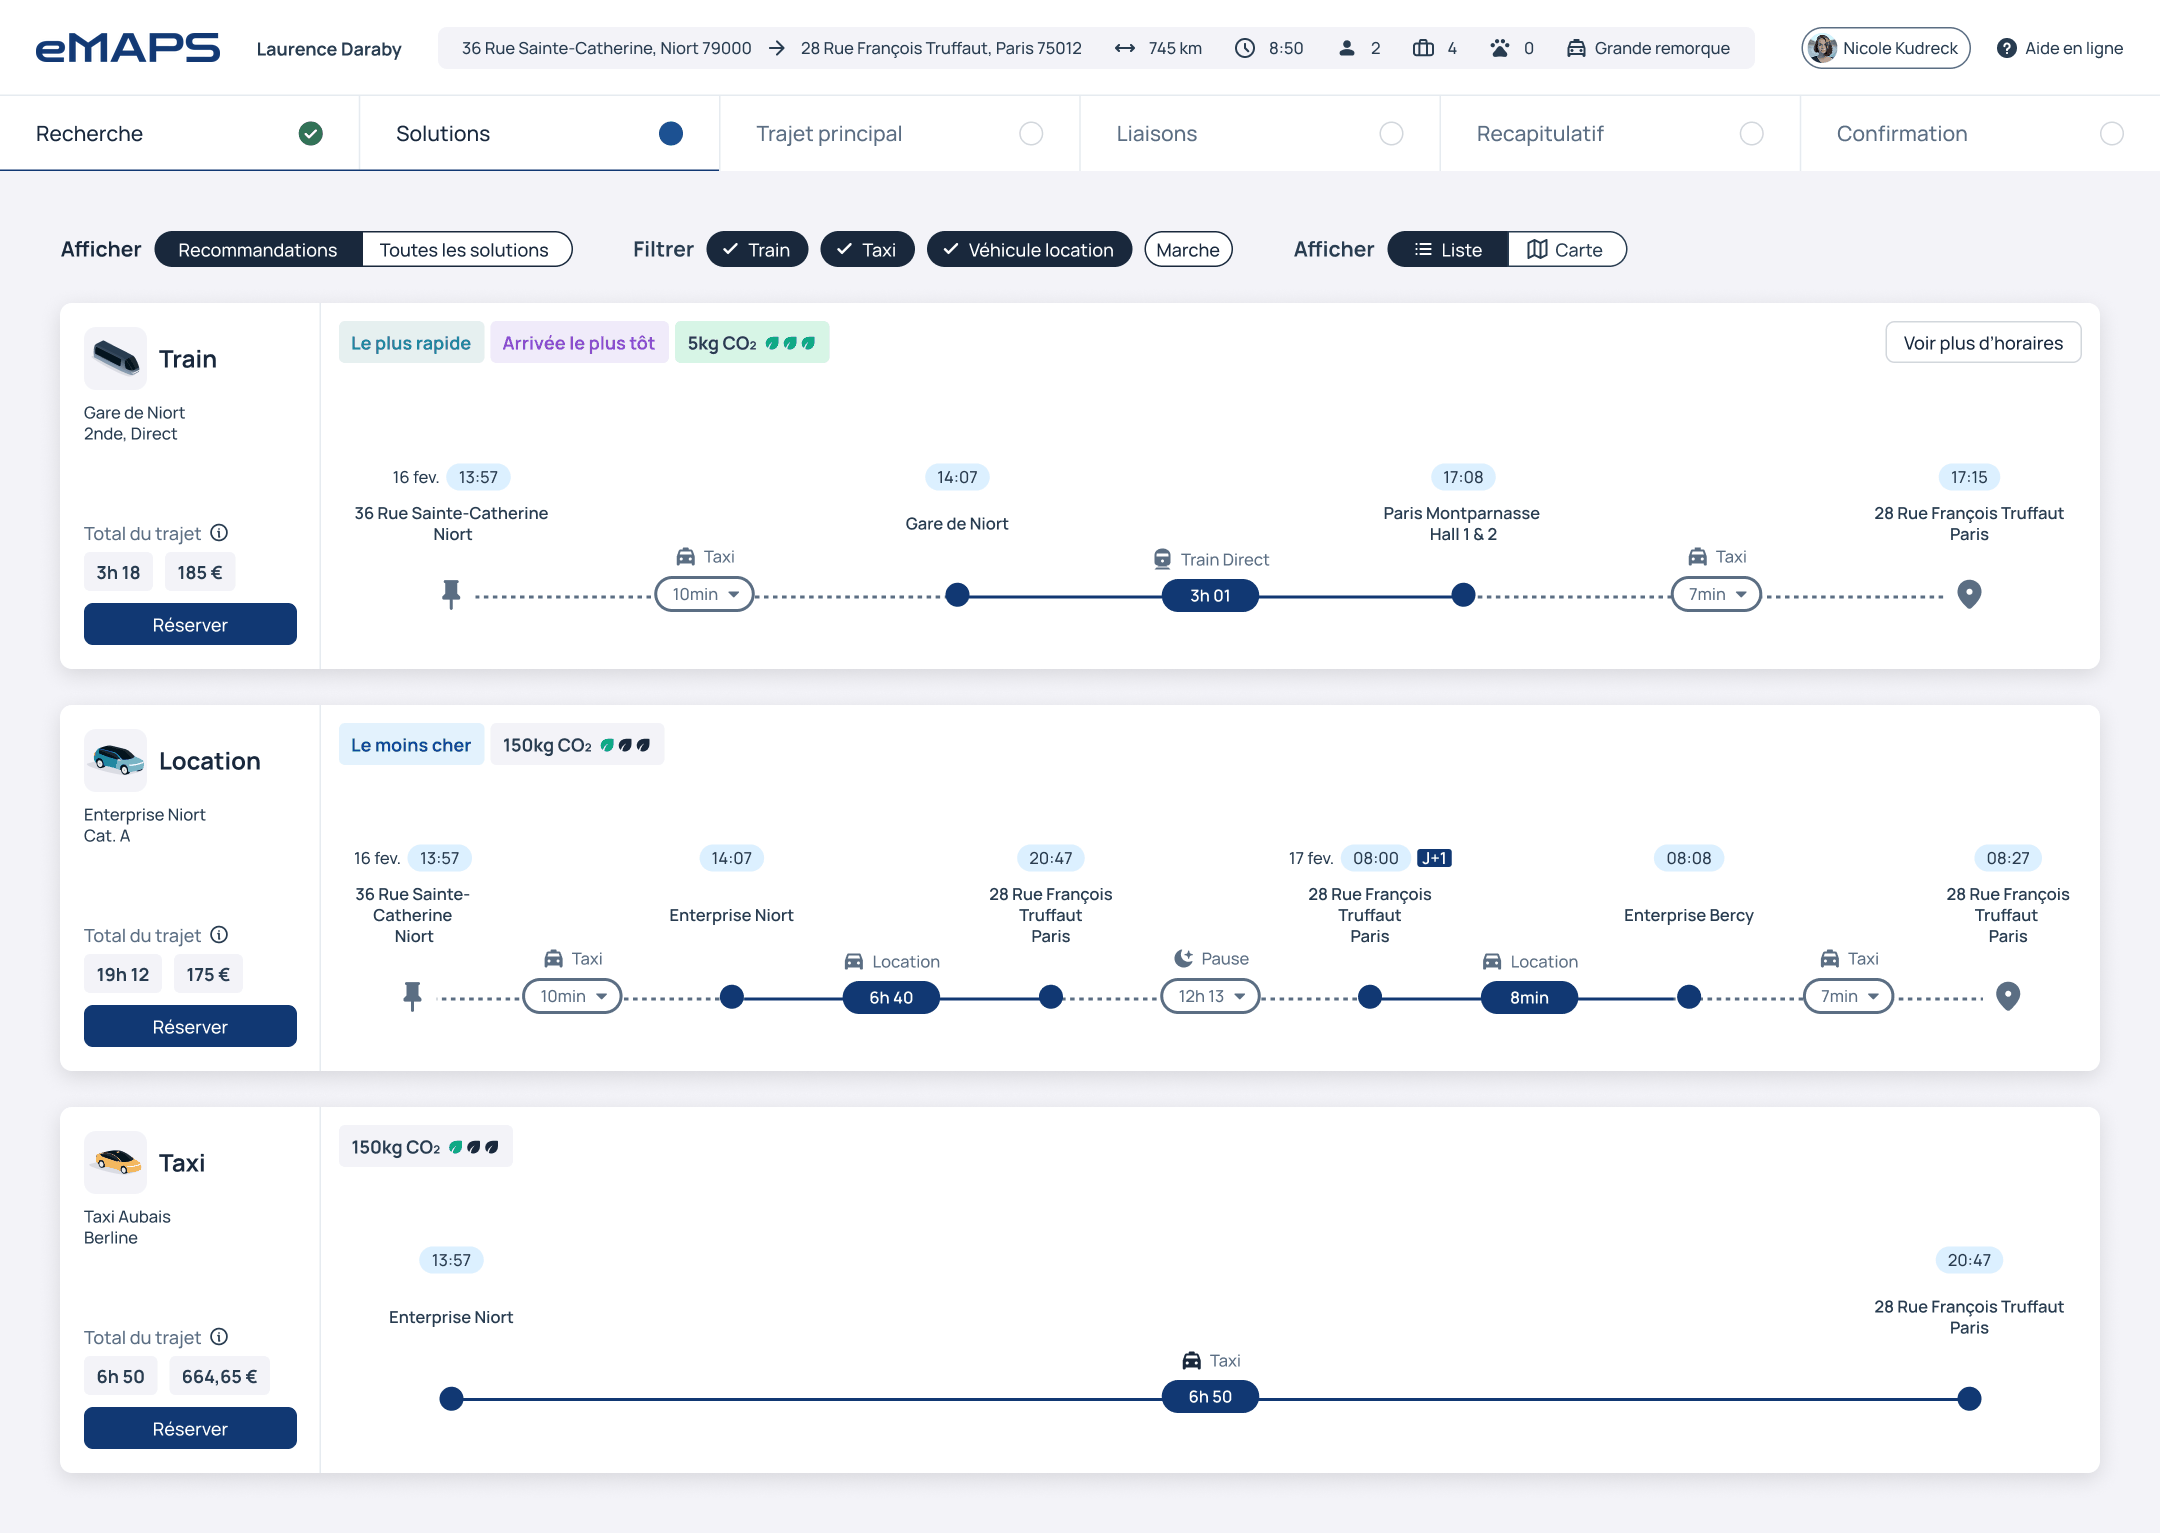 eMAPS
Laurence Daraby
36 Rue Sainte-Catherine, Niort 79000 → 28 Rue François Truffaut, Paris 75012
745 km
8:50
2
4
0
Grande remorque
Nicole Kudreck
Aide en ligne
Recherche
Solutions
Trajet principal
Liaisons
Recapitulatif
Confirmation
Afficher
Recommandations
Toutes les solutions
Filtrer
Train
Taxi
Véhicule location
Marche
Afficher
Liste
Carte
Train
Gare de Niort
2nde, Direct
Total du trajet
3h 18
185 €
Réserver
Le plus rapide
Arrivée le plus tôt
5kg CO₂
Voir plus d’horaires
16 fev. 13:57
36 Rue Sainte-Catherine
Niort
Taxi
10min
14:07
Gare de Niort
Train Direct
3h 01
17:08
Paris Montparnasse
Hall 1 & 2
Taxi
7min
17:15
28 Rue François Truffaut
Paris
Location
Enterprise Niort
Cat. A
Total du trajet
19h 12
175 €
Réserver
Le moins cher
150kg CO₂
16 fev. 13:57
36 Rue Sainte-
Catherine
Niort
Taxi
10min
14:07
Enterprise Niort
Location
6h 40
20:47
28 Rue François
Truffaut
Paris
Pause
12h 13
17 fev. 08:00 J+1
28 Rue François
Truffaut
Paris
Location
8min
08:08
Enterprise Bercy
Taxi
7min
08:27
28 Rue François
Truffaut
Paris
Taxi
Taxi Aubais
Berline
Total du trajet
6h 50
664,65 €
Réserver
150kg CO₂
13:57
Enterprise Niort
Taxi
6h 50
20:47
28 Rue François Truffaut
Paris